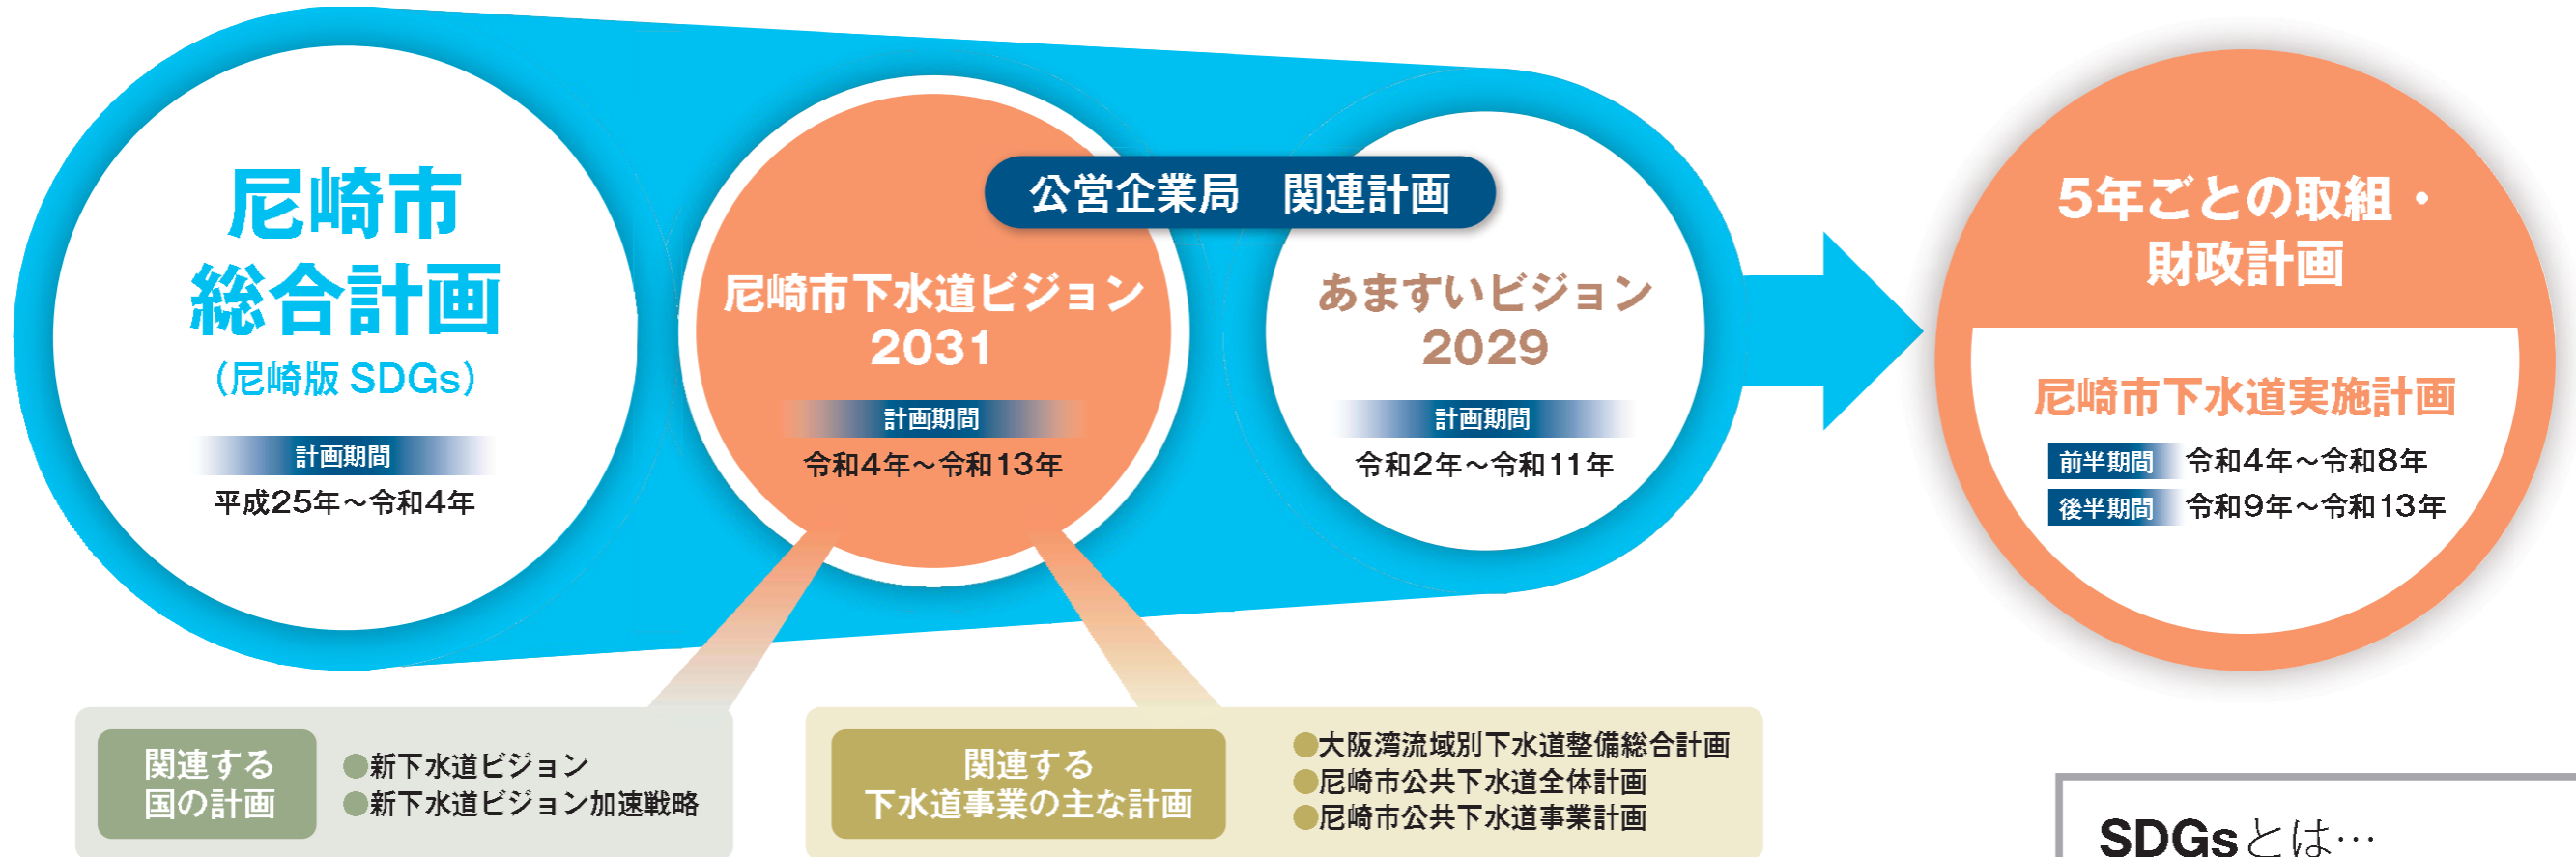 尼崎市
総合計画
(尼崎版 SDGs)
計画期間
平成25年～令和4年
公営企業局　関連計画
尼崎市下水道ビジョン
2031
計画期間
令和4年～令和13年
あますいビジョン
2029
計画期間
令和2年～令和11年
5年ごとの取組・
財政計画
尼崎市下水道実施計画
前半期間 令和4年～令和8年
後半期間 令和9年～令和13年
関連する
国の計画
●新下水道ビジョン
●新下水道ビジョン加速戦略
関連する
下水道事業の主な計画
●大阪湾流域別下水道整備総合計画
●尼崎市公共下水道全体計画
●尼崎市公共下水道事業計画
SDGsとは…